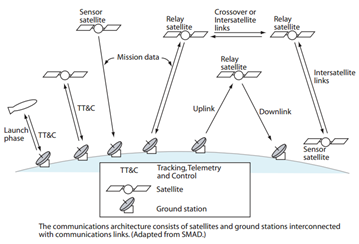 Sensor
satellite
Relay
satellite
Crossover or
Intersatellite
links
Relay
satellite
Mission data
Relay
satellite
Intersatellite
links
TT&C
Uplink
Downlink
Launch
phase
TT&C
Sensor
satellite
TT&C Tracking, Telemetry
and Control
Satellite
Ground station
The communications architecture consists of satellites and ground stations interconnected
with communications links. (Adapted from SMAD.)